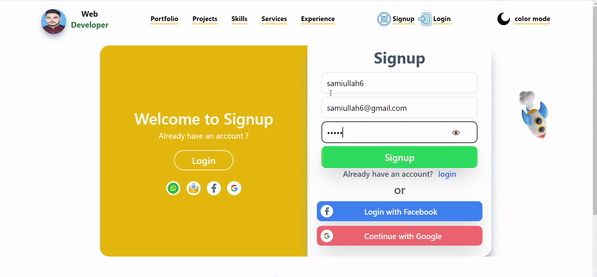 Web
Developer
Portfolio
Projects
Skills
Services
Experience
Signup
Login
color mode
Welcome to Signup
Already have an account ?
Login
Signup
samiullah6
samiullah6@gmail.com
•••••
Signup
Already have an account? login
or
Login with Facebook
Continue with Google